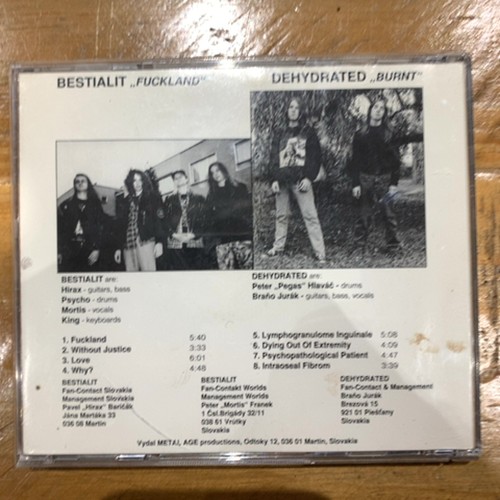 BESTIALIT „FUCKLAND"
DEHYDRATED „BURNT"
BESTIALIT are:
Hirax - guitars, bass
Psycho - drums
Mortis - vocals
King - keyboards
DEHYDRATED are:
Peter „Pegas" Hlaváč - drums
Braňo Jurák - guitars, bass, vocals
1. Fuckland 5:40
2. Without Justice 3:33
3. Love 6:01
4. Why? 4:48
5. Lymphogranulome Inguinale 5:08
6. Dying Out Of Extremity 4:09
7. Psychopathological Patient 4:47
8. Intraoseal Fibrom 3:39
BESTIALIT
Fan-Contact Slovakia
Management Slovakia
Pavel „Hirax" Baričák
Jána Martáka 33
036 08 Martin
BESTIALIT
Fan-Contakt Worlds
Management Worlds
Peter „Mortis" Franek
1 Čsl.Brigády 32/11
038 61 Vrútky
Slovakia
DEHYDRATED
Fan-Contact & Management
Braňo Jurák
Brezová 15
921 01 Piešťany
Slovakia
Vydal METAL AGE productions, Odtoky 12, 036 01 Martin, Slovakia